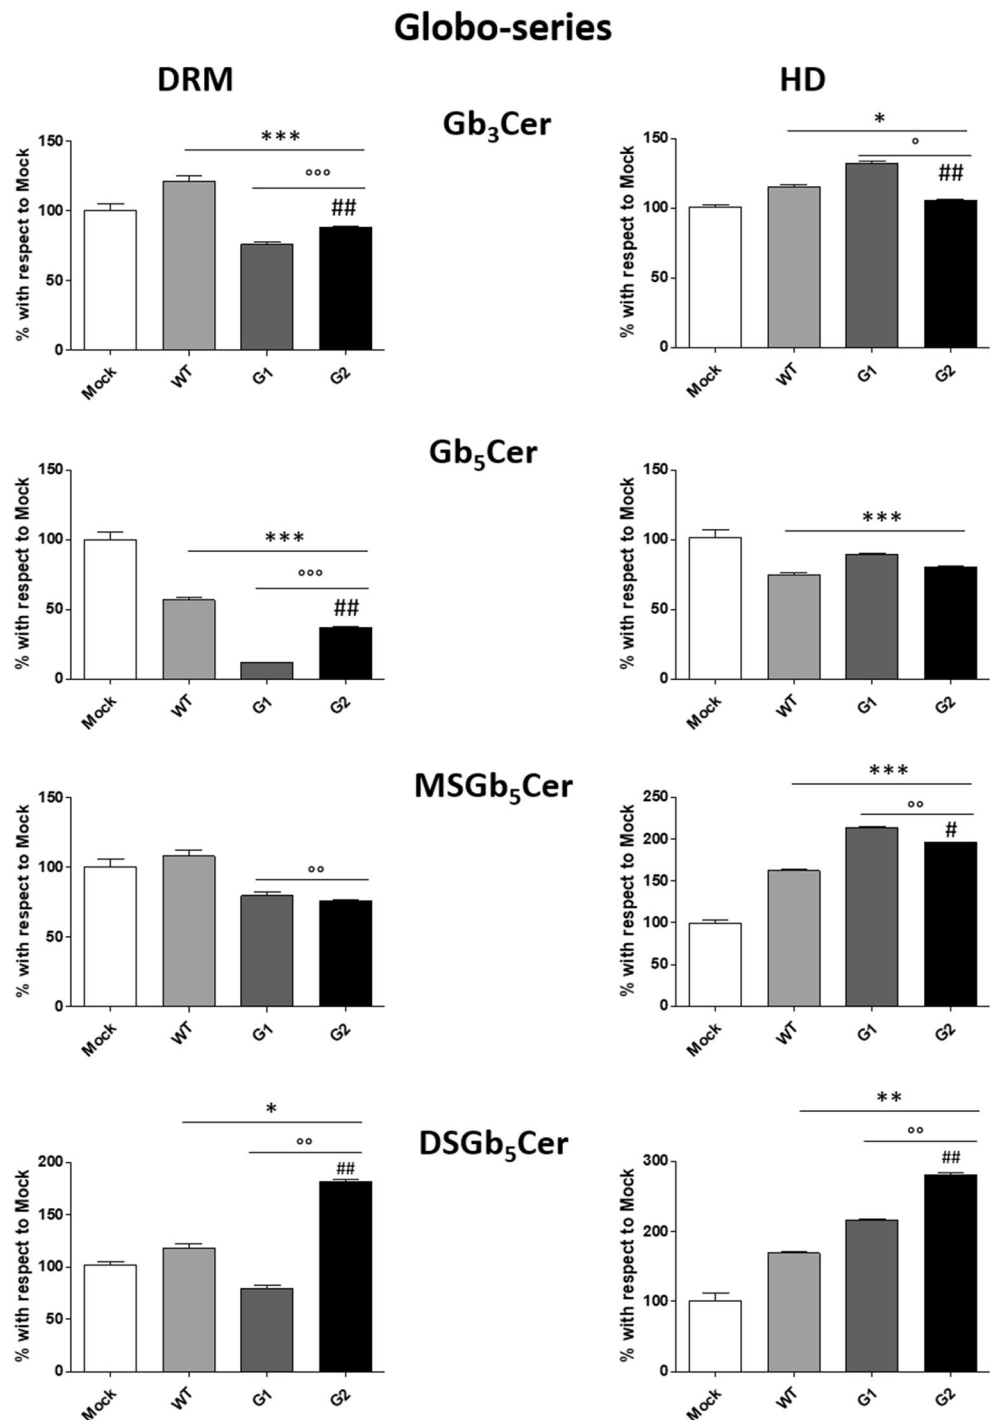 Globo-series
DRM
HD
Gb₃Cer
% with respect to Mock
150
100
50
0
***
°°°
##
Mock
WT
G1
G2
% with respect to Mock
150
100
50
0
*
°
##
Mock
WT
G1
G2
Gb₅Cer
% with respect to Mock
150
100
50
0
***
°°°
##
Mock
WT
G1
G2
% with respect to Mock
150
100
50
0
***
Mock
WT
G1
G2
MSGb₅Cer
% with respect to Mock
150
100
50
0
°°
Mock
WT
G1
G2
% with respect to Mock
250
200
150
100
50
0
***
°°
#
Mock
WT
G1
G2
DSGb₅Cer
% with respect to Mock
200
150
100
50
0
*
°°
##
Mock
WT
G1
G2
% with respect to Mock
300
200
100
0
**
°°
##
Mock
WT
G1
G2